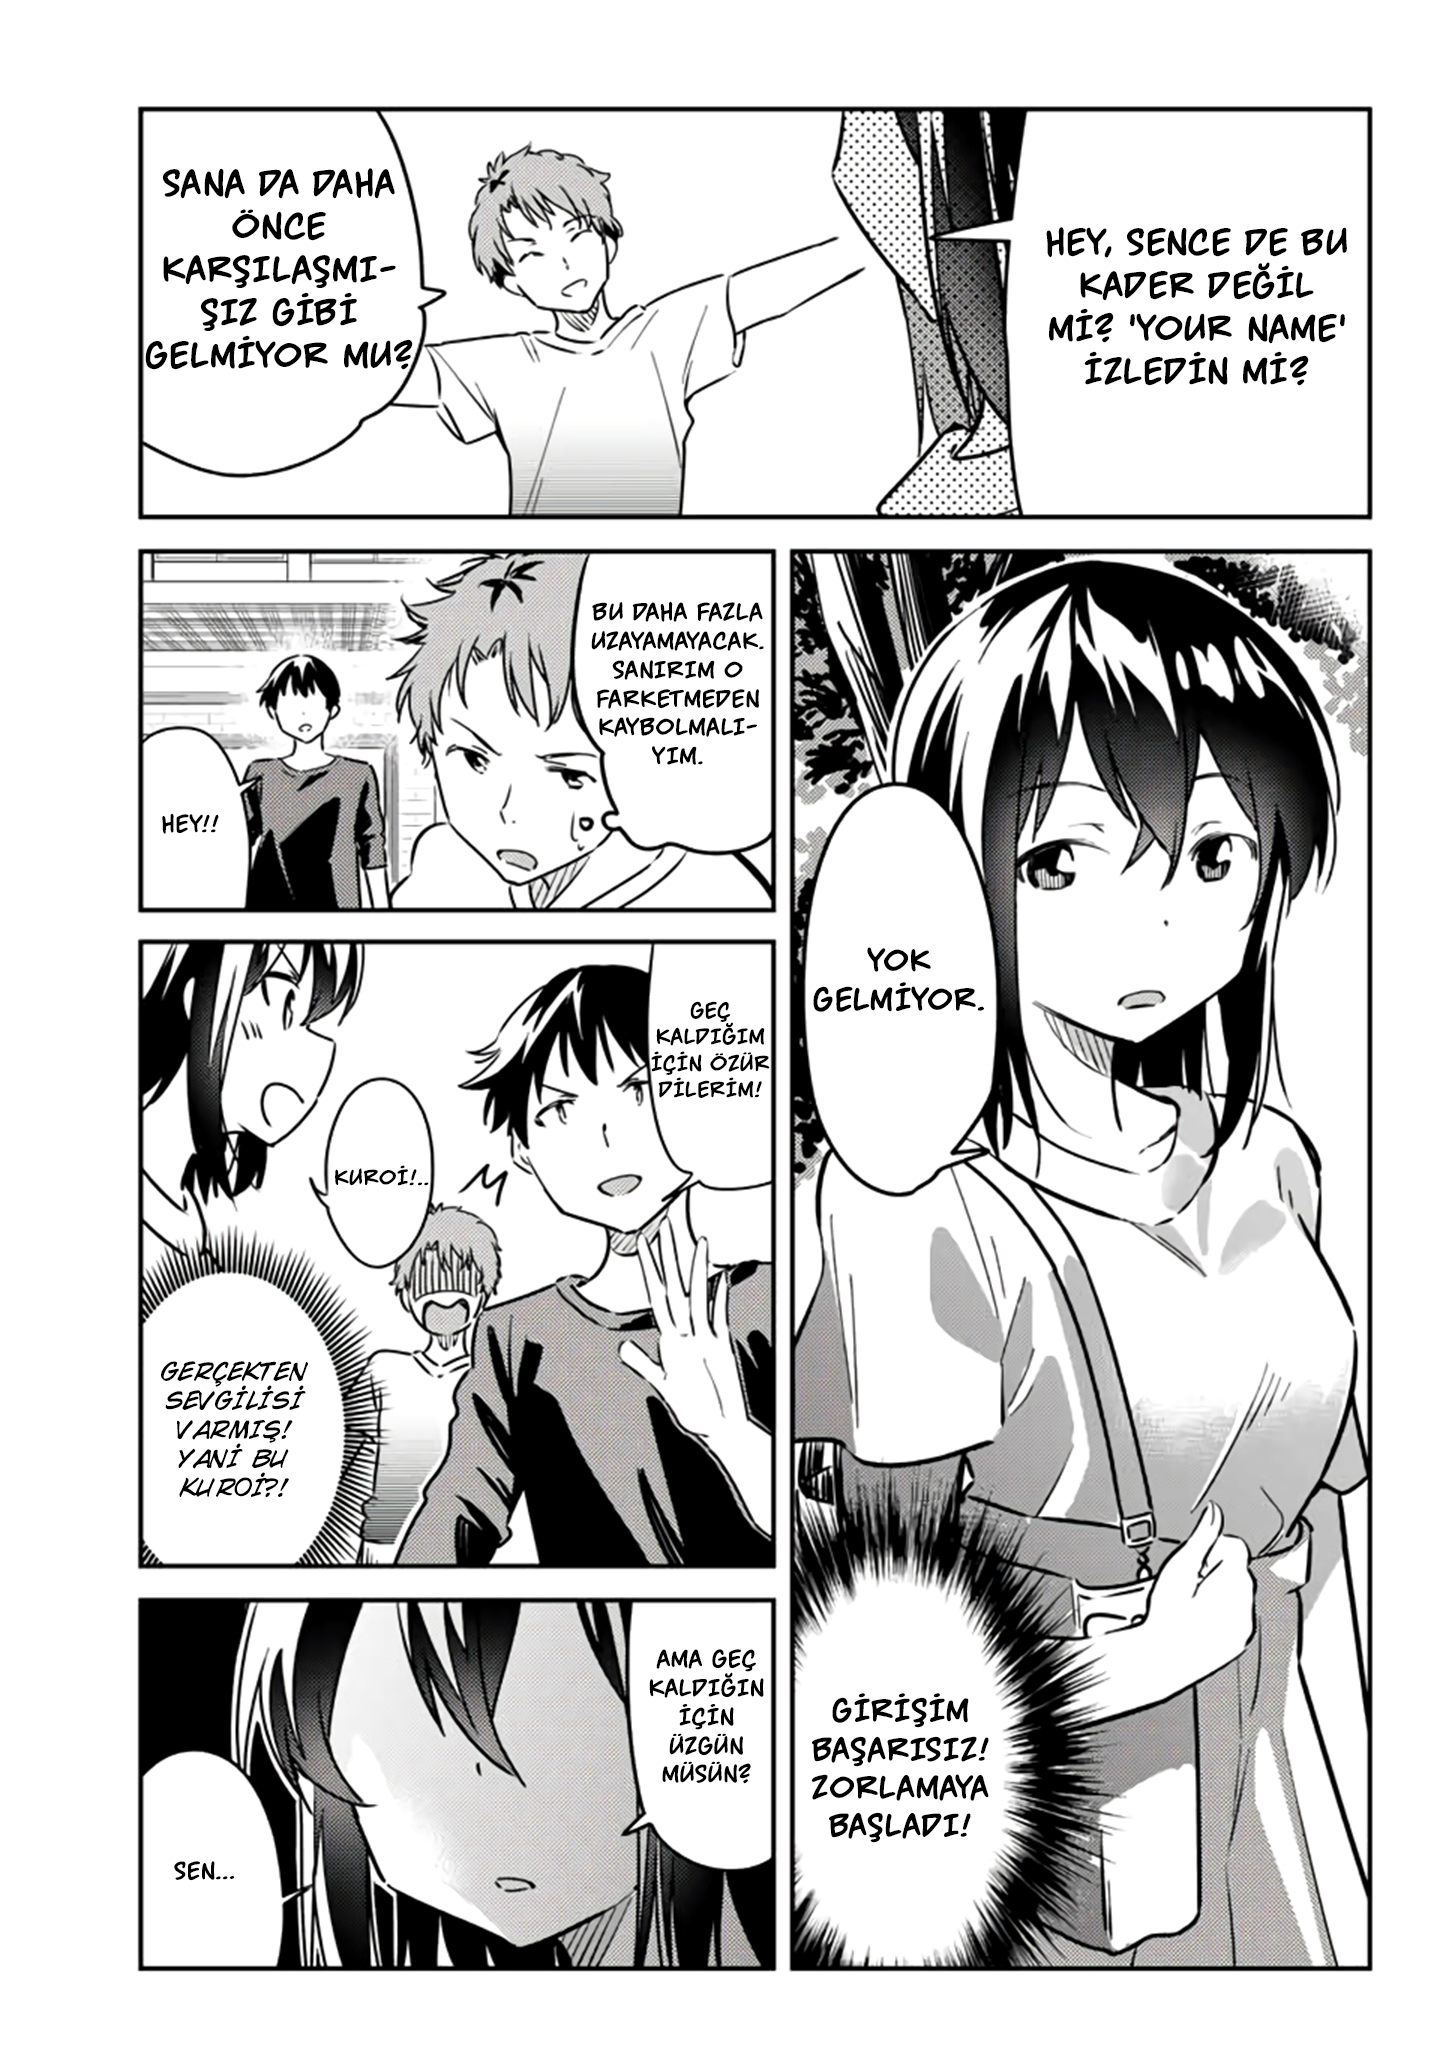 HEY, SENCE DE BU
KADER DEĞİL
Mİ? 'YOUR NAME'
İZLEDİN Mİ?
SANA DA DAHA
ÖNCE
KARŞILAŞMI-
ŞIZ GİBİ
GELMİYOR MU?
YOK
GELMİYOR.
GİRİŞİM
BAŞARISIZ!
ZORLAMAYA
BAŞLADI!
BU DAHA FAZLA
UZAYAMAYACAK.
SANIRIM O
FARKETMEDEN
KAYBOLMALI-
YIM.
HEY!!
GEÇ
KALDIĞIM
İÇİN ÖZÜR
DİLERİM!
KUROİ!..
GERÇEKTEN
SEVGİLİSİ
VARMIŞ!
YANİ BU
KUROİ?!
AMA GEÇ
KALDIĞIN
İÇİN
ÜZGÜN
MÜSÜN?
SEN...